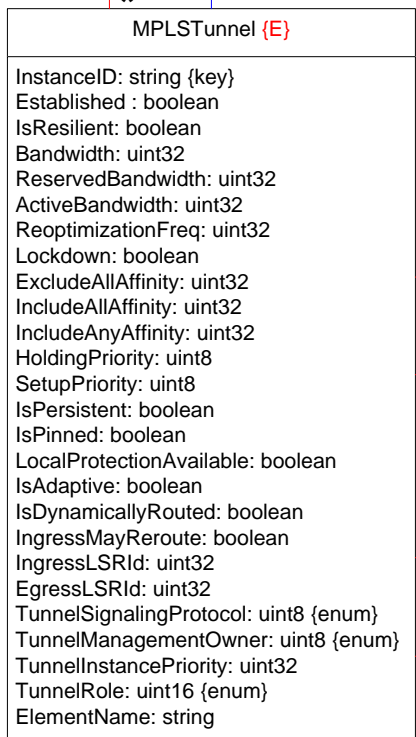 MPLSTunnel {E}
InstanceID: string {key}
Established : boolean
IsResilient: boolean
Bandwidth: uint32
ReservedBandwidth: uint32
ActiveBandwidth: uint32
ReoptimizationFreq: uint32
Lockdown: boolean
ExcludeAllAffinity: uint32
IncludeAllAffinity: uint32
IncludeAnyAffinity: uint32
HoldingPriority: uint8
SetupPriority: uint8
IsPersistent: boolean
IsPinned: boolean
LocalProtectionAvailable: boolean
IsAdaptive: boolean
IsDynamicallyRouted: boolean
IngressMayReroute: boolean
IngressLSRId: uint32
EgressLSRId: uint32
TunnelSignalingProtocol: uint8 {enum}
TunnelManagementOwner: uint8 {enum}
TunnelInstancePriority: uint32
TunnelRole: uint16 {enum}
ElementName: string